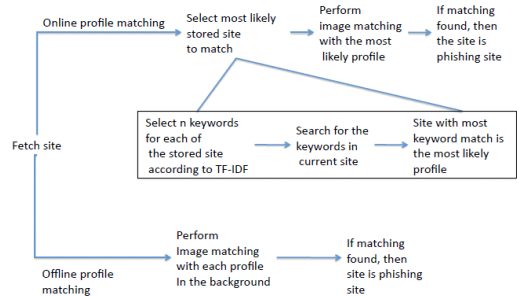 Online profile matching
Select most likely
stored site
to match
Perform
image matching
with the most
likely profile
If matching
found, then
the site is
phishing site
Fetch site
Select n keywords
for each of
the stored site
according to TF-IDF
Search for the
keywords in
current site
Site with most
keyword match is
the most likely
profile
Offline profile
matching
Perform
Image matching
with each profile
In the background
If matching
found, then
site is phishing
site